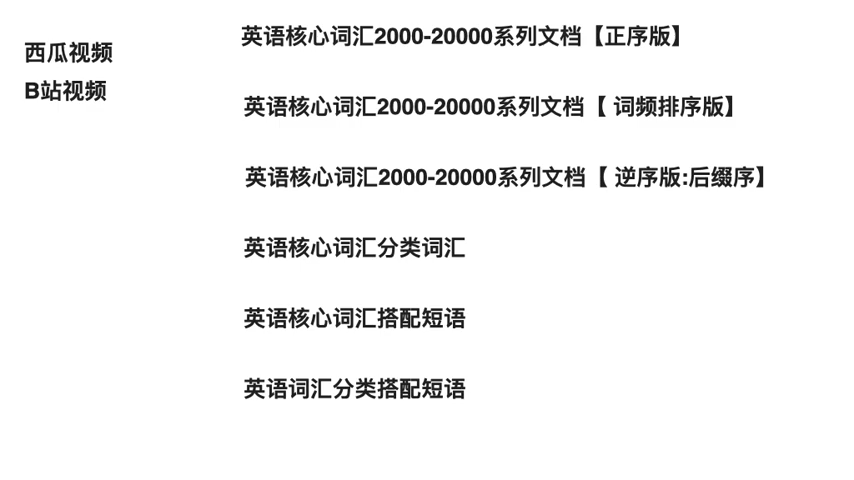 西瓜视频
B站视频
英语核心词汇2000-20000系列文档【正序版】
英语核心词汇2000-20000系列文档【 词频排序版】
英语核心词汇2000-20000系列文档【 逆序版:后缀序】
英语核心词汇分类词汇
英语核心词汇搭配短语
英语词汇分类搭配短语